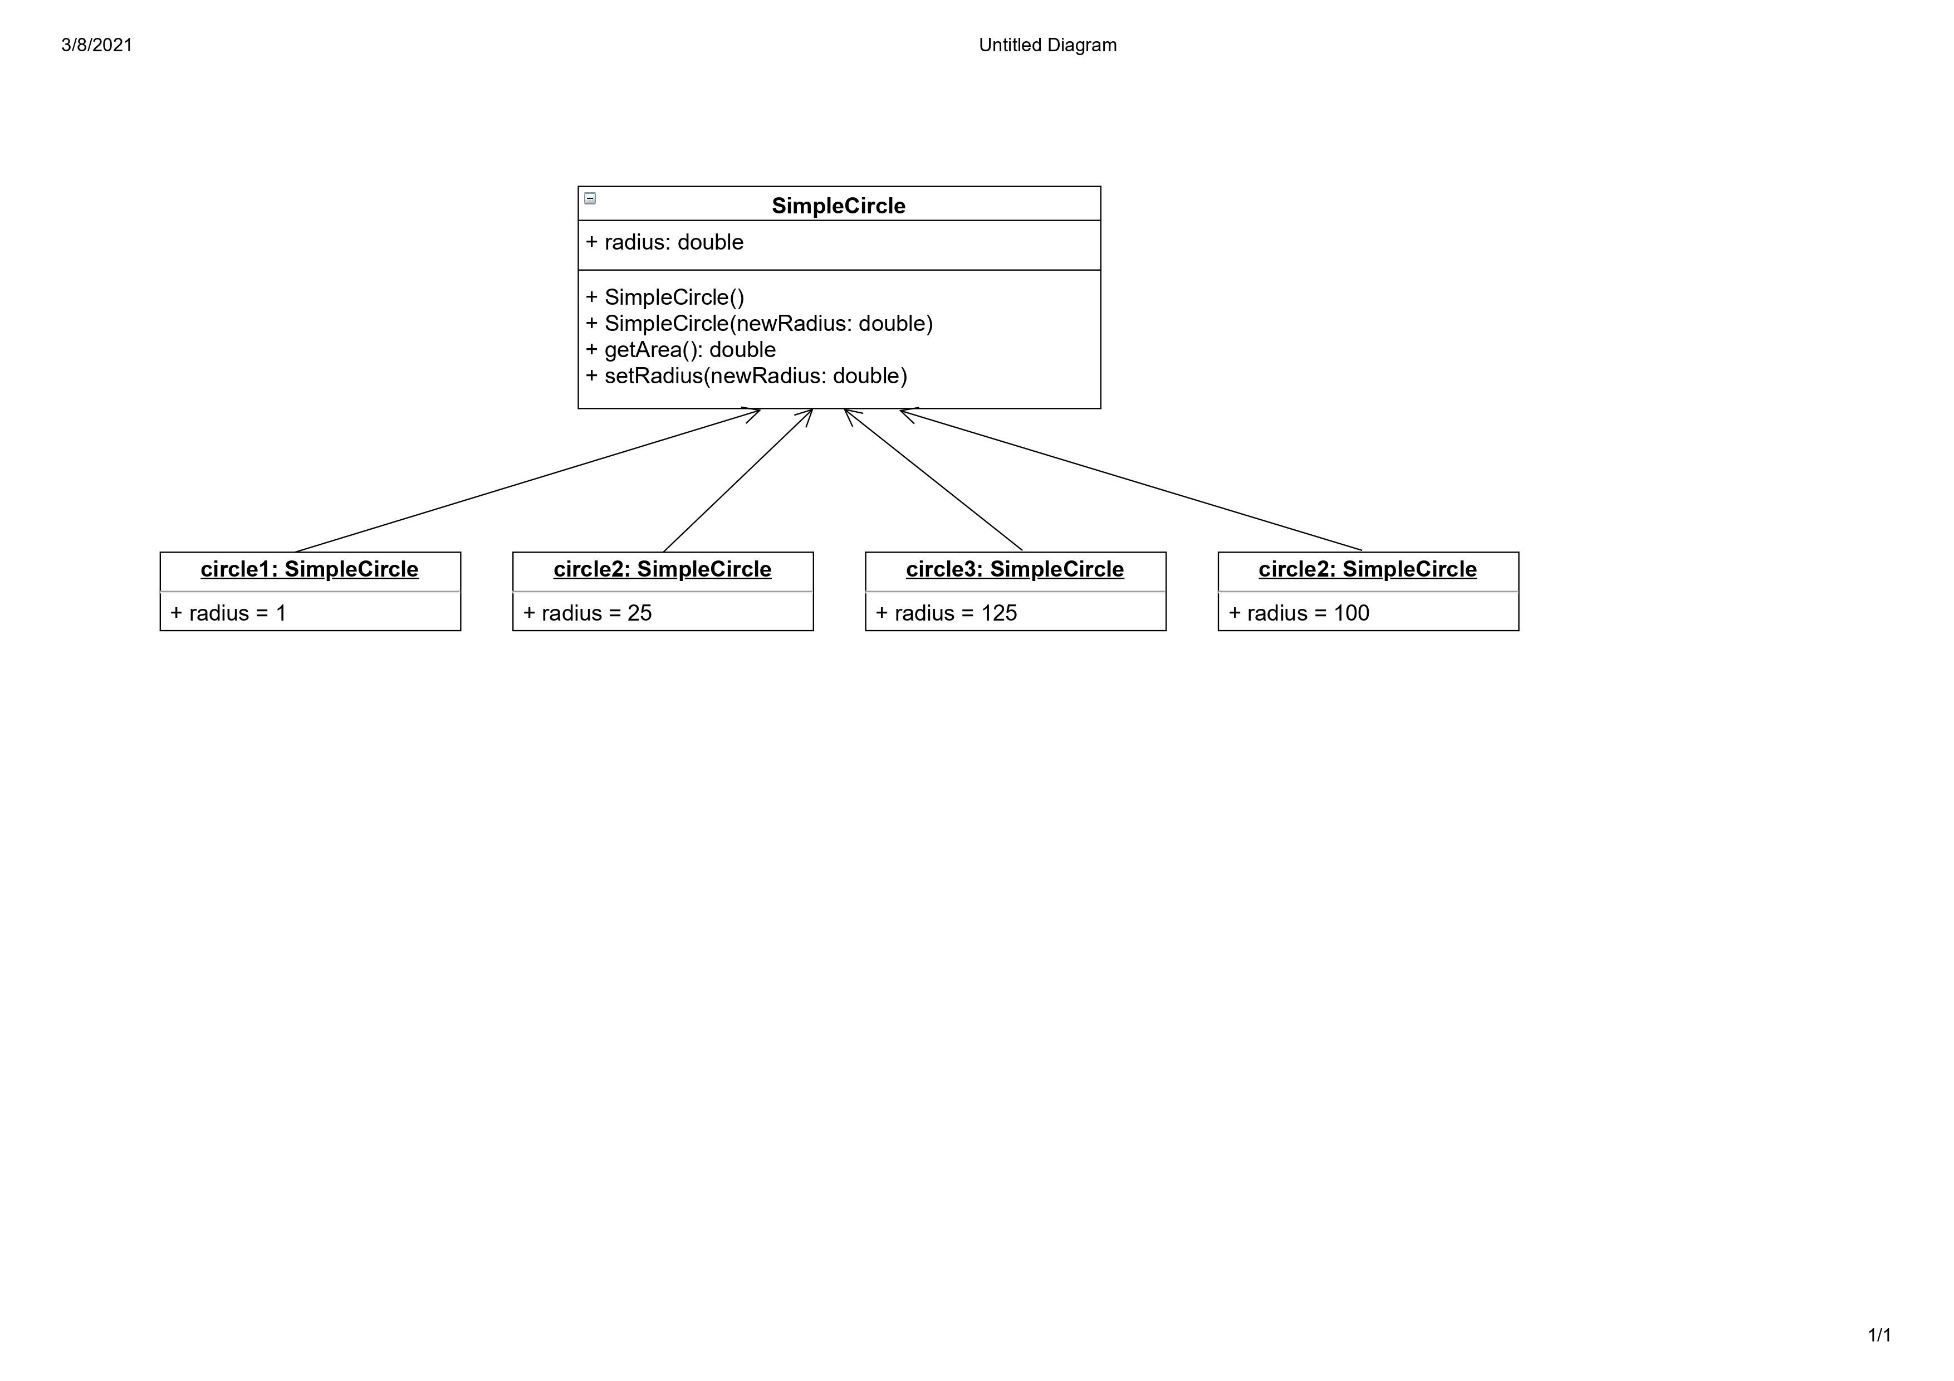 3/8/2021
Untitled Diagram
SimpleCircle
+ radius: double
+ SimpleCircle()
+ SimpleCircle(newRadius: double)
+ getArea(): double
+ setRadius(newRadius: double)
circle1: SimpleCircle
+ radius = 1
circle2: SimpleCircle
+ radius = 25
circle3: SimpleCircle
+ radius = 125
circle2: SimpleCircle
+ radius = 100
1/1